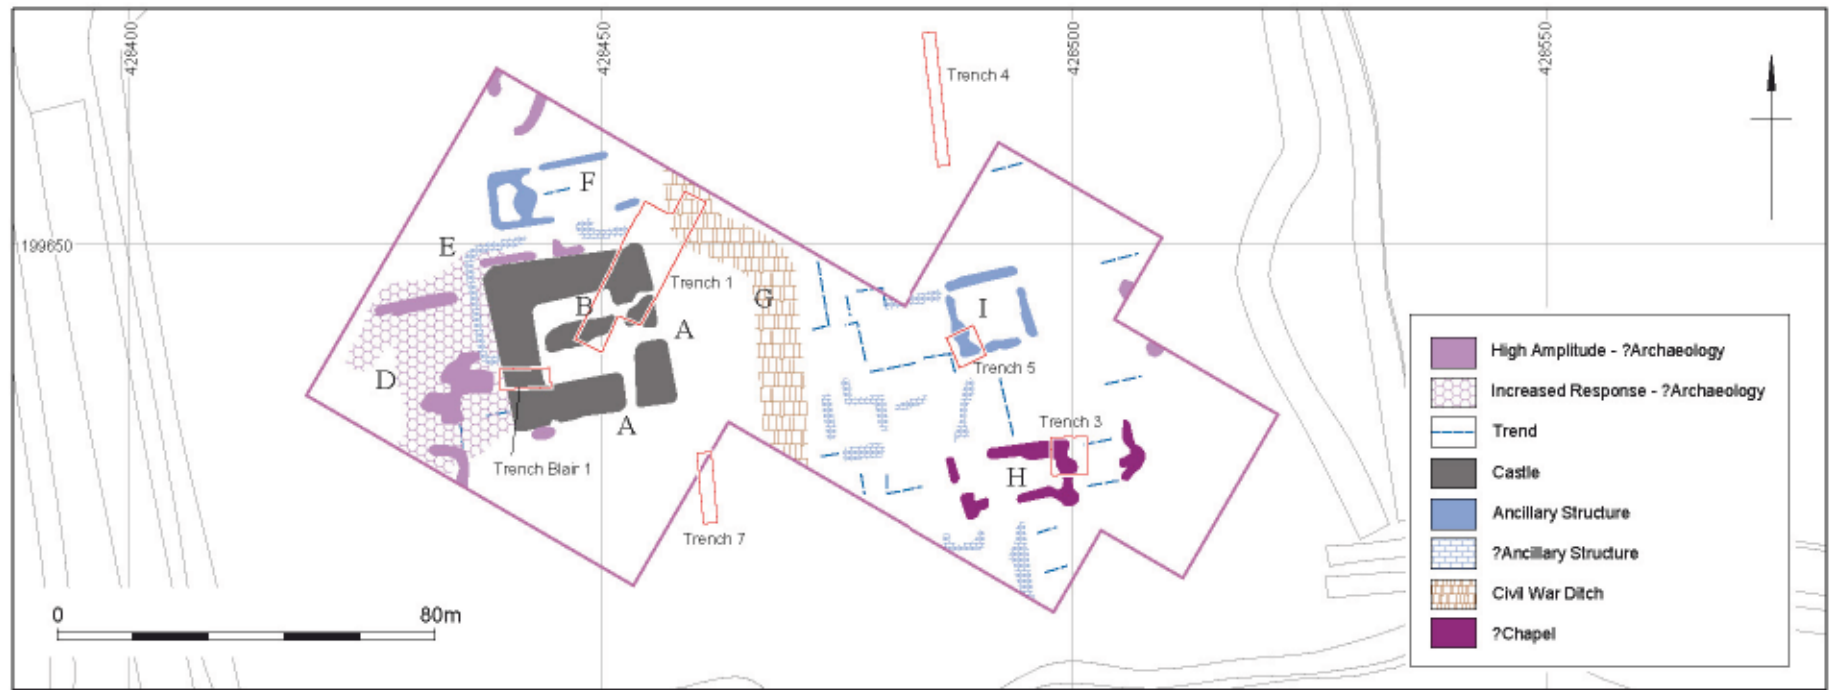 428400
428450
428500
428550
Trench 4
F
E
199650
Trench 1
B
G
A
I
D
Trench 5
A
Trench 3
Trench Blair 1
H
Trench 7
0 80m
High Amplitude - ?Archaeology
Increased Response - ?Archaeology
Trend
Castle
Ancillary Structure
?Ancillary Structure
Civil War Ditch
?Chapel